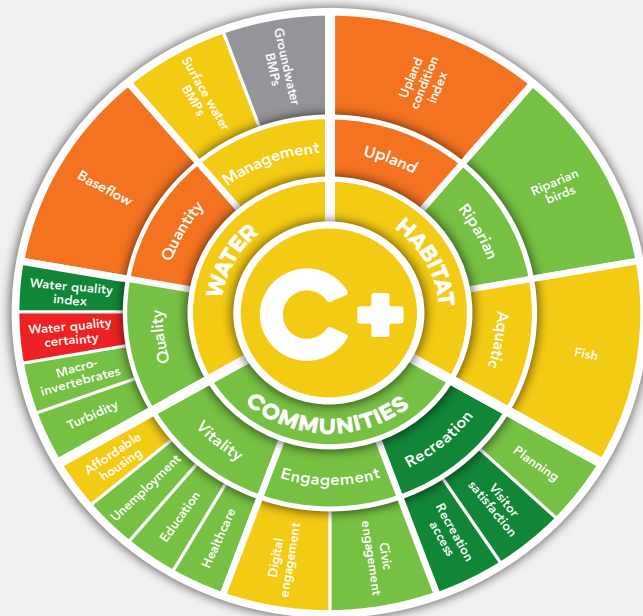 C+
WATER
HABITAT
COMMUNITIES
Management
Quantity
Quality
Upland
Riparian
Aquatic
Vitality
Engagement
Recreation
Surface water
BMPs
Groundwater
BMPs
Baseflow
Water quality
index
Water quality
certainty
Macro-
invertebrates
Turbidity
Upland
condition
index
Riparian
birds
Fish
Affordable
housing
Unemployment
Education
Healthcare
Digital
engagement
Civic
engagement
Recreation
access
Visitor
satisfaction
Planning